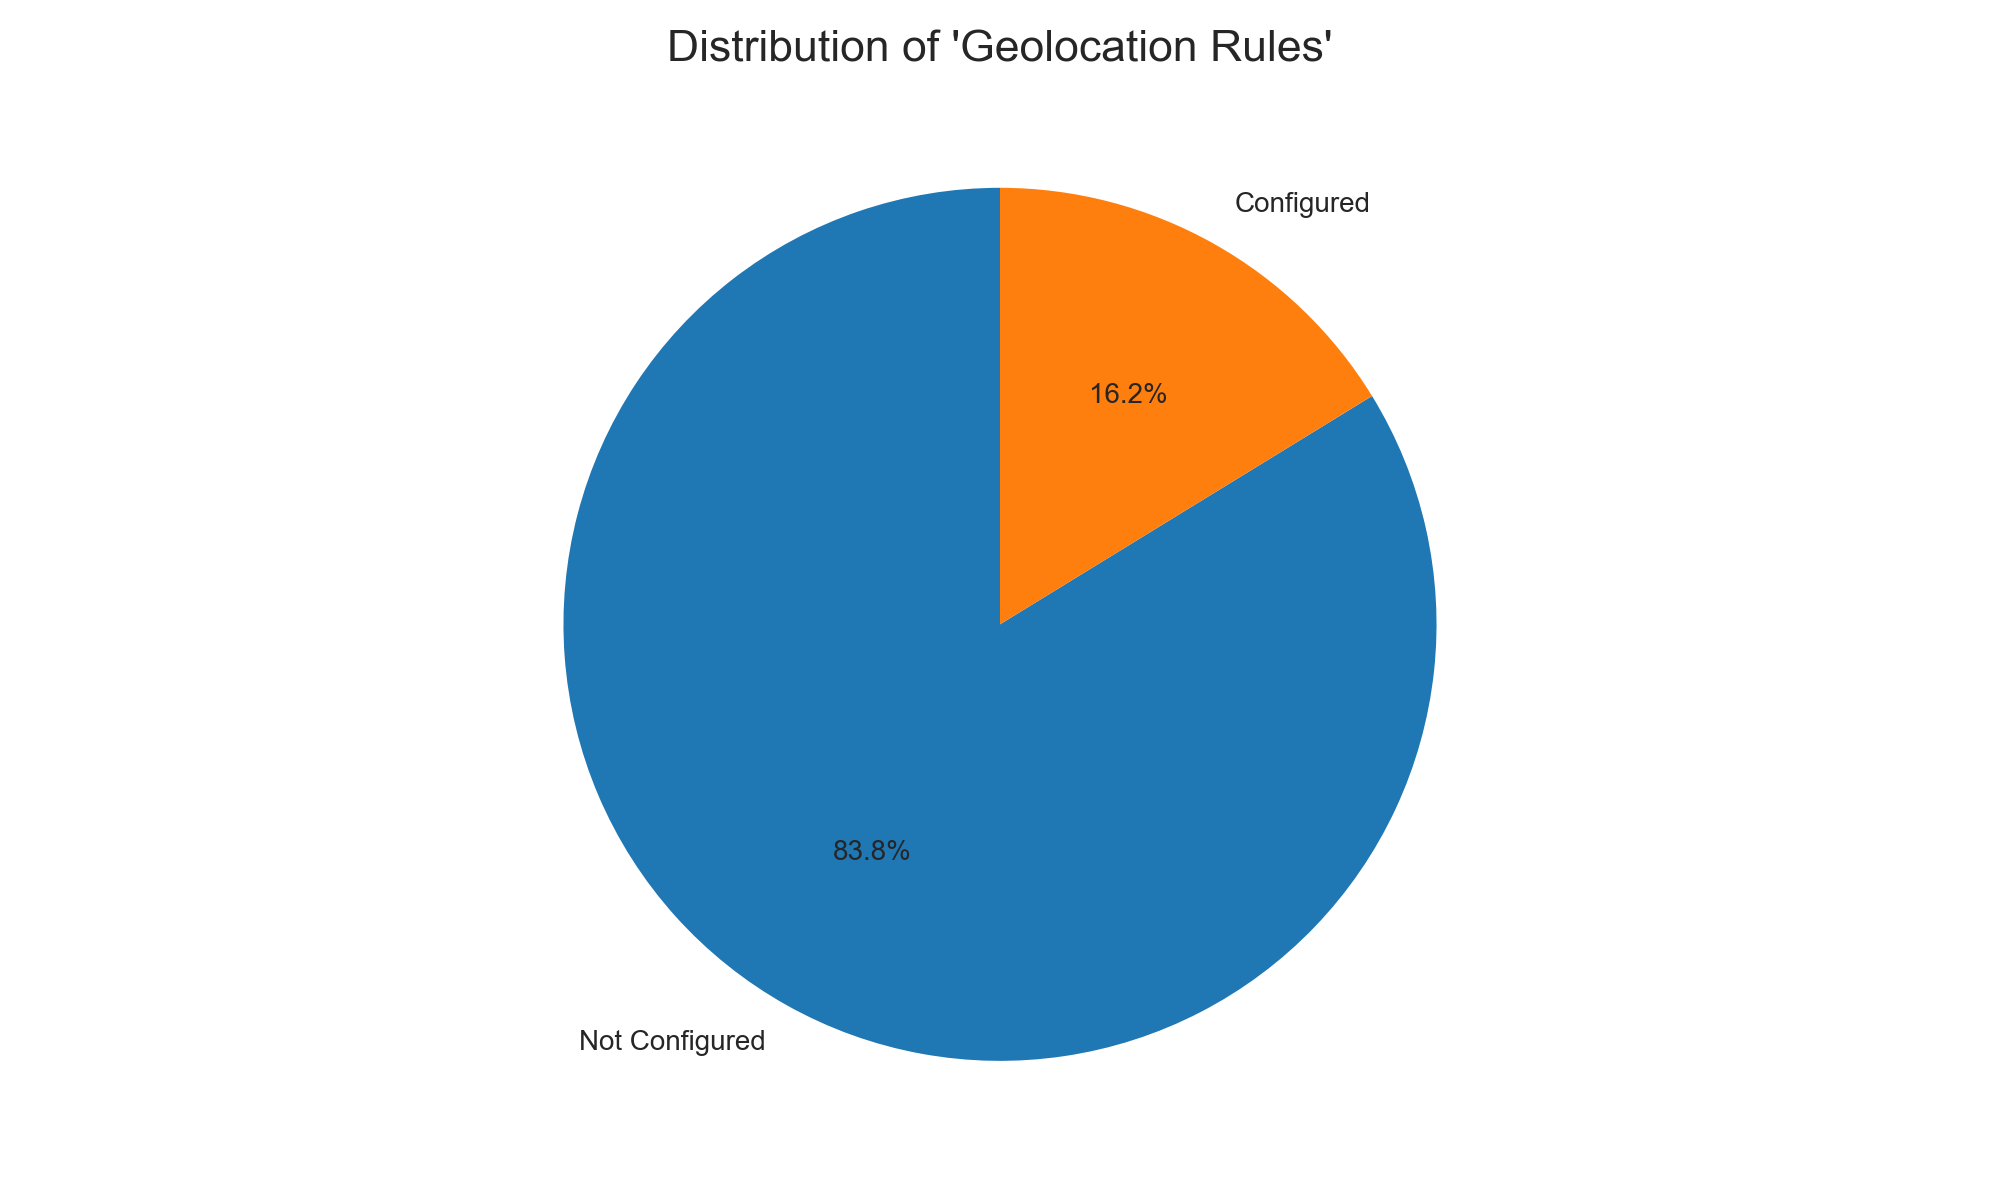 Distribution of 'Geolocation Rules'
Configured
16.2%
83.8%
Not Configured